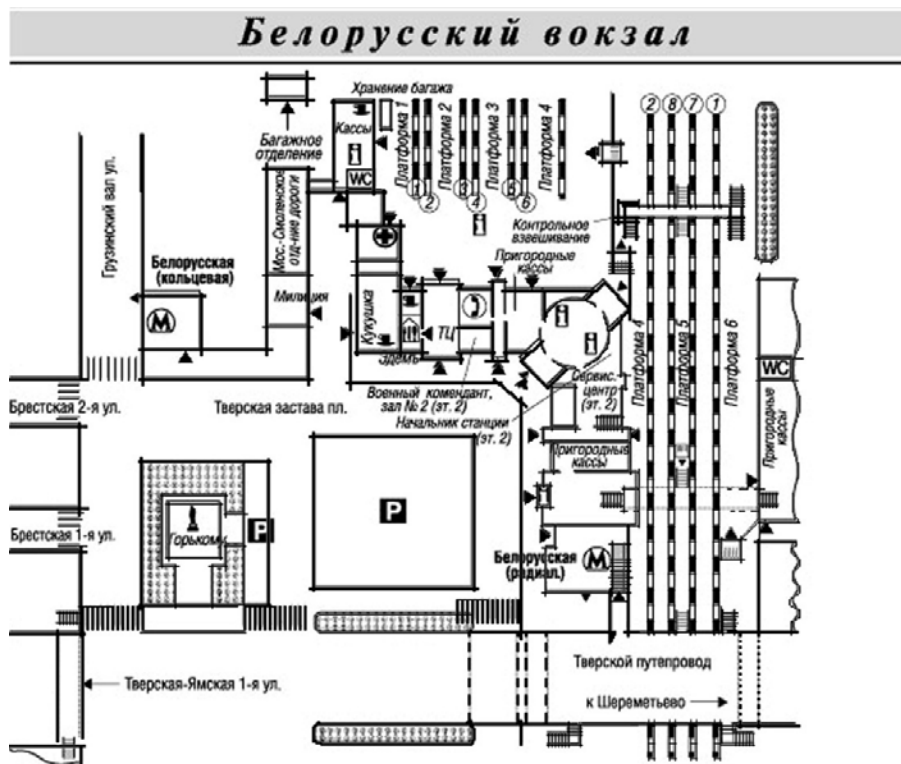 Белорусский вокзал
Хранение багажа
Кассы
Багажное
отделение
WC
Платформа 1
Платформа 2
Платформа 3
Платформа 4
1
2
3
4
5
6
2
8
7
1
Контрольное
взвешивание
Грузинский вал ул.
Мос.-Смоленское
отд-ние дороги
Белорусская
(кольцевая)
М
Милиция
Кукушка
Эдемъ
ТЦ
Пригородные
кассы
Военный комендант,
зал № 2 (эт. 2)
Начальник станции
(эт. 2)
Сервис.
центр
(эт. 2)
Платформа 4
Платформа 5
Платформа 6
WC
Пригородные
кассы
Брестская 2-я ул.
Тверская застава пл.
Пригородные
кассы
P
P
Горькому
Брестская 1-я ул.
Белорусская
(радиал.)
М
Тверской путепровод
Тверская-Ямская 1-я ул.
к Шереметьево